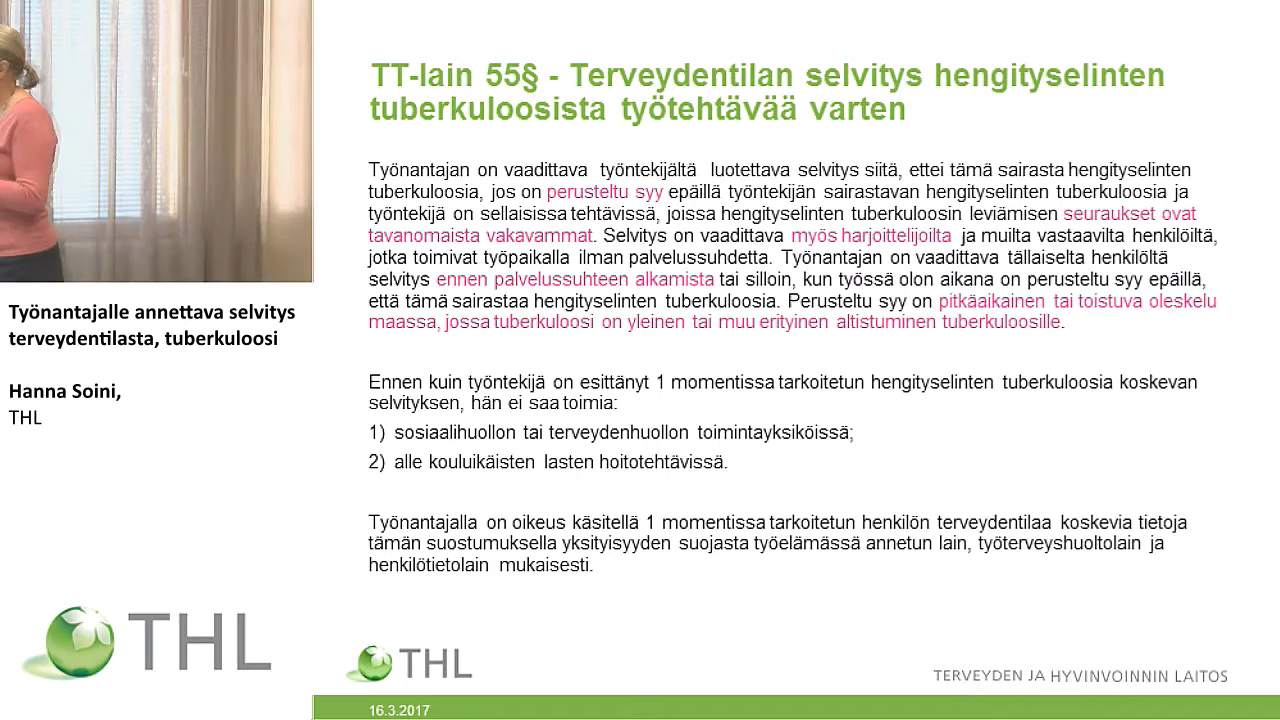 TT-lain 55§ - Terveydentilan selvitys hengityselinten
tuberkuloosista työtehtävää varten
Työnantajan on vaadittava työntekijältä luotettava selvitys siitä, ettei tämä sairasta hengityselinten
tuberkuloosia, jos on perusteltu syy epäillä työntekijän sairastavan hengityselinten tuberkuloosia ja
työntekijä on sellaisissa tehtävissä, joissa hengityselinten tuberkuloosin leviämisen seuraukset ovat
tavanomaista vakavammat. Selvitys on vaadittava myös harjoittelijoilta ja muilta vastaavilta henkilöiltä,
jotka toimivat työpaikalla ilman palvelussuhdetta. Työnantajan on vaadittava tällaiselta henkilöltä
selvitys ennen palvelussuhteen alkamista tai silloin, kun työssä olon aikana on perusteltu syy epäillä,
että tämä sairastaa hengityselinten tuberkuloosia. Perusteltu syy on pitkäaikainen tai toistuva oleskelu
maassa, jossa tuberkuloosi on yleinen tai muu erityinen altistuminen tuberkuloosille.
Ennen kuin työntekijä on esittänyt 1 momentissa tarkoitetun hengityselinten tuberkuloosia koskevan
selvityksen, hän ei saa toimia:
1) sosiaalihuollon tai terveydenhuollon toimintayksiköissä;
2) alle kouluikäisten lasten hoitotehtävissä.
Työnantajalla on oikeus käsitellä 1 momentissa tarkoitetun henkilön terveydentilaa koskevia tietoja
tämän suostumuksella yksityisyyden suojasta työelämässä annetun lain, työterveyshuoltolain ja
henkilötietolain mukaisesti.
Työnantajalle annettava selvitys
terveydentilasta, tuberkuloosi
Hanna Soini,
THL
THL
THL
TERVEYDEN JA HYVINVOINNIN LAITOS
16.3.2017